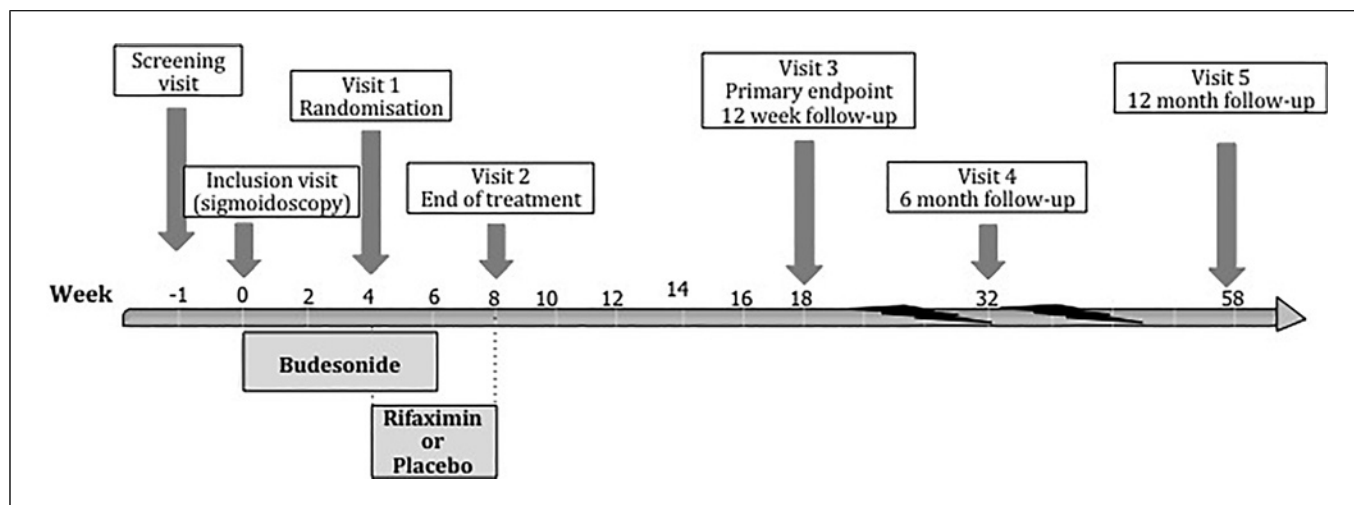 Screening
visit
Visit 1
Randomisation
Inclusion visit
(sigmoidoscopy)
Visit 2
End of treatment
Visit 3
Primary endpoint
12 week follow-up
Visit 4
6 month follow-up
Visit 5
12 month follow-up
Week -1 0 2 4 6 8 10 12 14 16 18 32 58
Budesonide
Rifaximin
or
Placebo